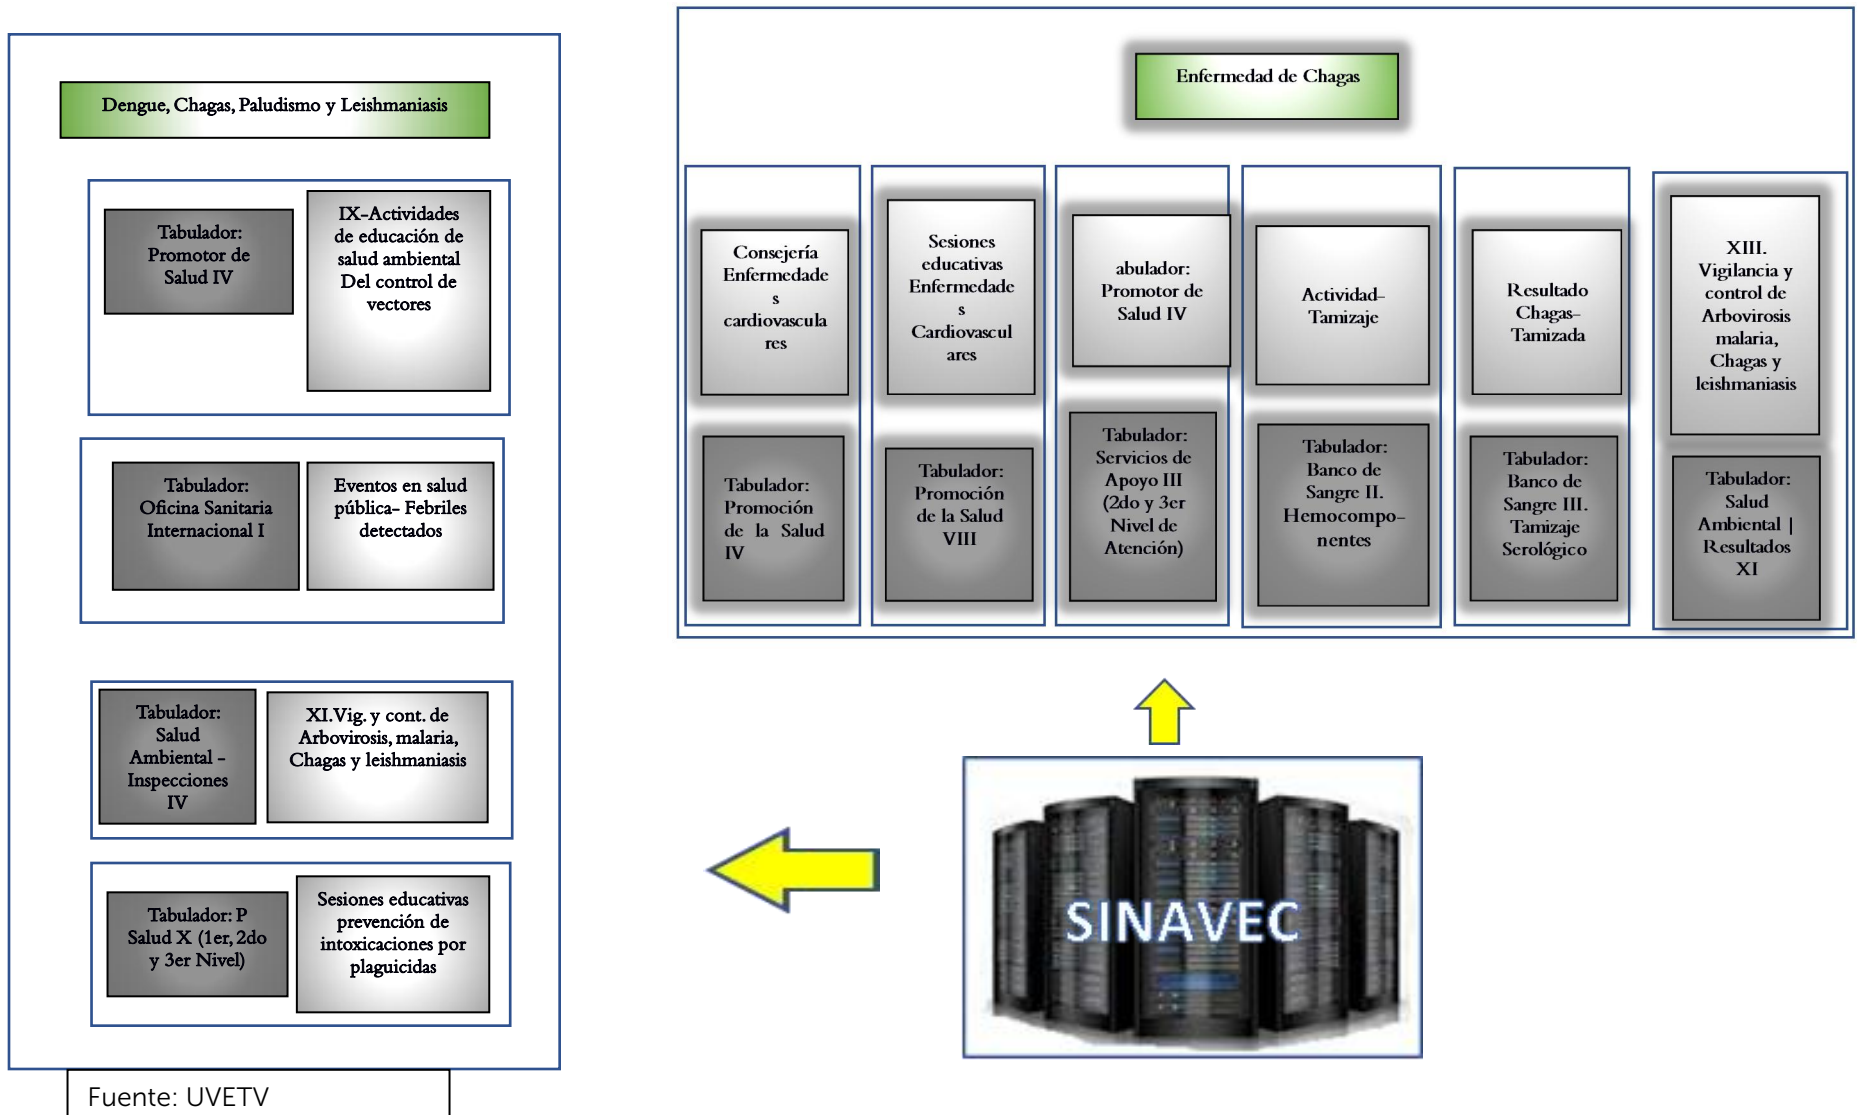 Dengue, Chagas, Paludismo y Leishmaniasis
Tabulador:
Promotor de
Salud IV
IX-Actividades
de educación de
salud ambiental
Del control de
vectores
Tabulador:
Oficina Sanitaria
Internacional I
Eventos en salud
pública- Febriles
detectados
Tabulador:
Salud
Ambiental -
Inspecciones
IV
XI.Vig. y cont. de
Arbovirosis, malaria,
Chagas y leishmaniasis
Tabulador: P
Salud X (1er, 2do
y 3er Nivel)
Sesiones educativas
prevención de
intoxicaciones por
plaguicidas
Fuente: UVETV
Enfermedad de Chagas
Consejería
Enfermedade
s
cardiovascula
res
Tabulador:
Promoción
de la Salud
IV
Sesiones
educativas
Enfermedade
s
Cardiovascul
ares
Tabulador:
Promoción
de la Salud
VIII
abulador:
Promotor de
Salud IV
Tabulador:
Servicios de
Apoyo III
(2do y 3er
Nivel de
Atención)
Actividad-
Tamizaje
Tabulador:
Banco de
Sangre II.
Hemocompo-
nentes
Resultado
Chagas-
Tamizada
Tabulador:
Banco de
Sangre III.
Tamizaje
Serológico
XIII.
Vigilancia y
control de
Arbovirosis
malaria,
Chagas y
leishmaniasis
Tabulador:
Salud
Ambiental |
Resultados
XI
SINAVEC